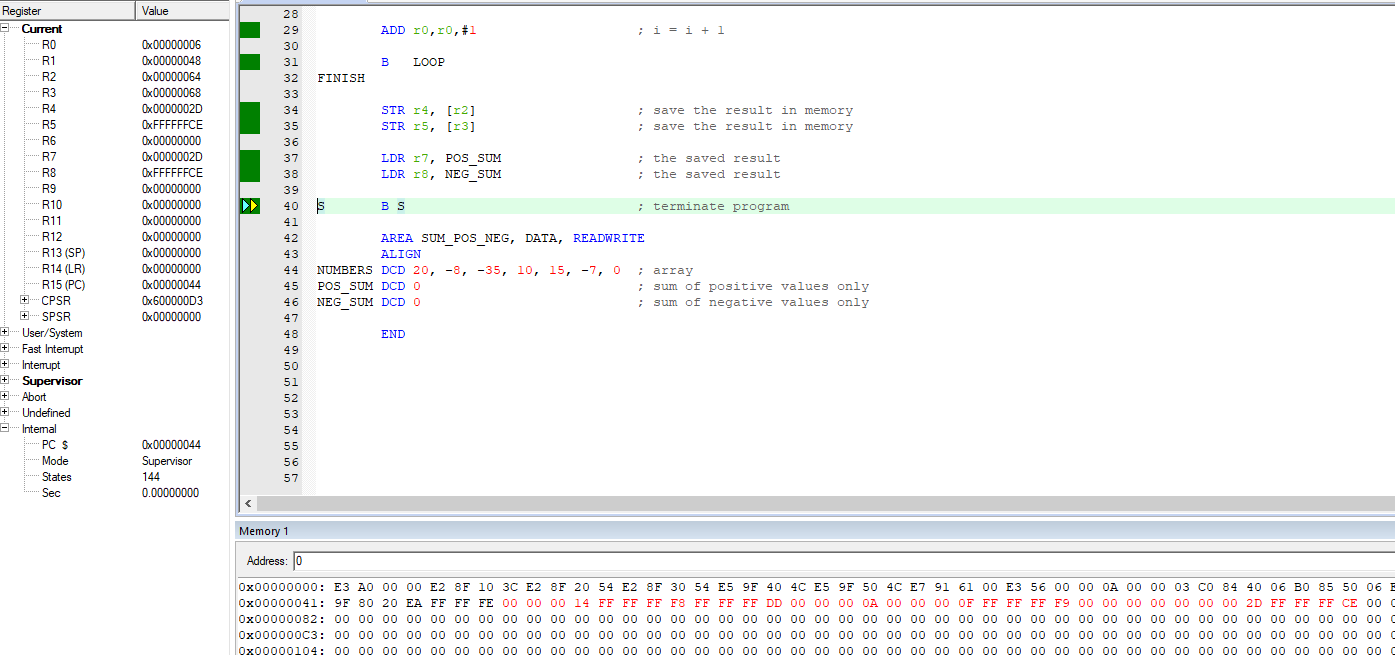 Register Value
Current
R0 0x00000006
R1 0x00000048
R2 0x00000064
R3 0x00000068
R4 0x0000002D
R5 0xFFFFFFCE
R6 0x00000000
R7 0x0000002D
R8 0xFFFFFFCE
R9 0x00000000
R10 0x00000000
R11 0x00000000
R12 0x00000000
R13 (SP) 0x00000000
R14 (LR) 0x00000000
R15 (PC) 0x00000044
CPSR 0x600000D3
SPSR 0x00000000
User/System
Fast Interrupt
Interrupt
Supervisor
Abort
Undefined
Internal
PC $ 0x00000044
Mode Supervisor
States 144
Sec 0.00000000
28
29 ADD r0,r0,#1 ; i = i + 1
30
31 B LOOP
32 FINISH
33
34 STR r4, [r2] ; save the result in memory
35 STR r5, [r3] ; save the result in memory
36
37 LDR r7, POS_SUM ; the saved result
38 LDR r8, NEG_SUM ; the saved result
39
40 S B S ; terminate program
41
42 AREA SUM_POS_NEG, DATA, READWRITE
43 ALIGN
44 NUMBERS DCD 20, -8, -35, 10, 15, -7, 0 ; array
45 POS_SUM DCD 0 ; sum of positive values only
46 NEG_SUM DCD 0 ; sum of negative values only
47
48 END
49
50
51
52
53
54
55
56
57
Memory 1
Address: 0
0x00000000: E3 A0 00 00 E2 8F 10 3C E2 8F 20 54 E2 8F 30 54 E5 9F 40 4C E5 9F 50 4C E7 91 61 00 E3 56 00 00 0A 00 00 03 C0 84 40 06 B0 85 50 06
0x00000041: 9F 80 20 EA FF FF FE 00 00 00 14 FF FF FF F8 FF FF FF DD 00 00 00 0A 00 00 00 0F FF FF FF F9 00 00 00 00 00 00 00 2D FF FF FF CE 00
0x00000082: 00 00 00 00 00 00 00 00 00 00 00 00 00 00 00 00 00 00 00 00 00 00 00 00 00 00 00 00 00 00 00 00 00 00 00 00 00 00 00 00 00 00 00 00
0x000000C3: 00 00 00 00 00 00 00 00 00 00 00 00 00 00 00 00 00 00 00 00 00 00 00 00 00 00 00 00 00 00 00 00 00 00 00 00 00 00 00 00 00 00 00 00
0x00000104: 00 00 00 00 00 00 00 00 00 00 00 00 00 00 00 00 00 00 00 00 00 00 00 00 00 00 00 00 00 00 00 00 00 00 00 00 00 00 00 00 00 00 00 00